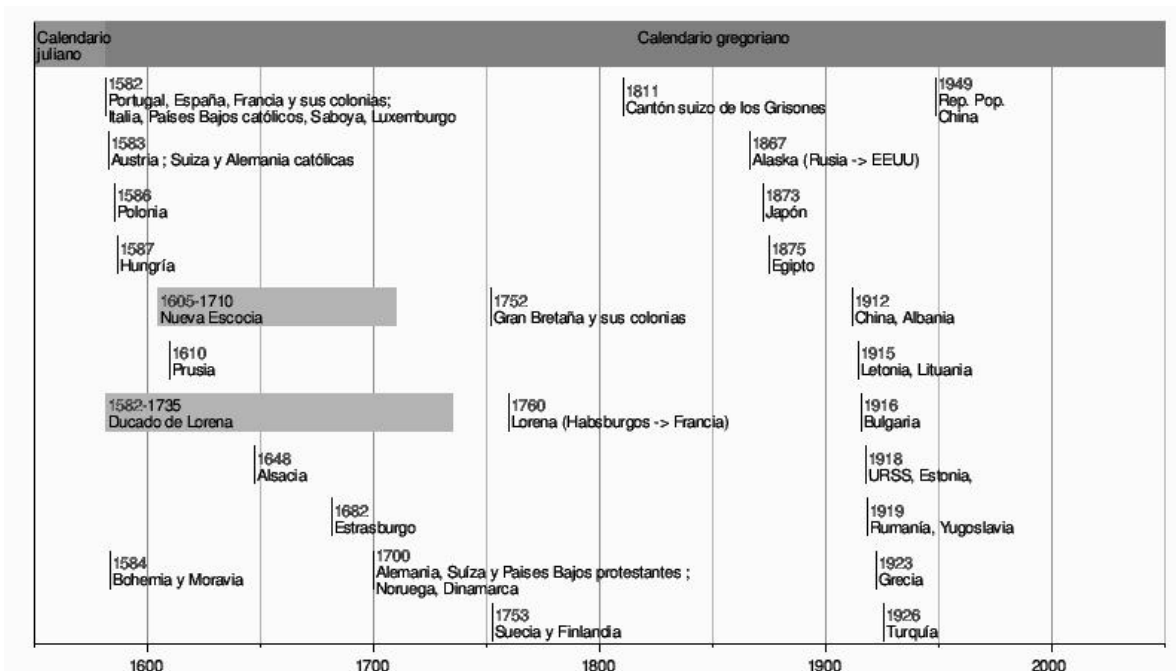 Calendario
juliano
Calendario gregoriano
1582
Portugal, España, Francia y sus colonias;
Italia, Países Bajos católicos, Saboya, Luxemburgo
1811
Cantón suizo de los Grisones
1949
Rep. Pop.
China
1583
Austria ; Suiza y Alemania católicas
1867
Alaska (Rusia -> EEUU)
1586
Polonia
1873
Japón
1587
Hungría
1875
Egipto
1605-1710
Nueva Escocia
1752
Gran Bretaña y sus colonias
1912
China, Albania
1610
Prusia
1915
Letonia, Lituania
1582-1735
Ducado de Lorena
1760
Lorena (Habsburgos -> Francia)
1916
Bulgaria
1648
Alsacia
1918
URSS, Estonia,
1682
Estrasburgo
1919
Rumanía, Yugoslavia
1584
Bohemia y Moravia
1700
Alemania, Suíza y Paises Bajos protestantes ;
Noruega, Dinamarca
1923
Grecia
1753
Suecia y Finlandia
1926
Turquía
1600 1700 1800 1900 2000